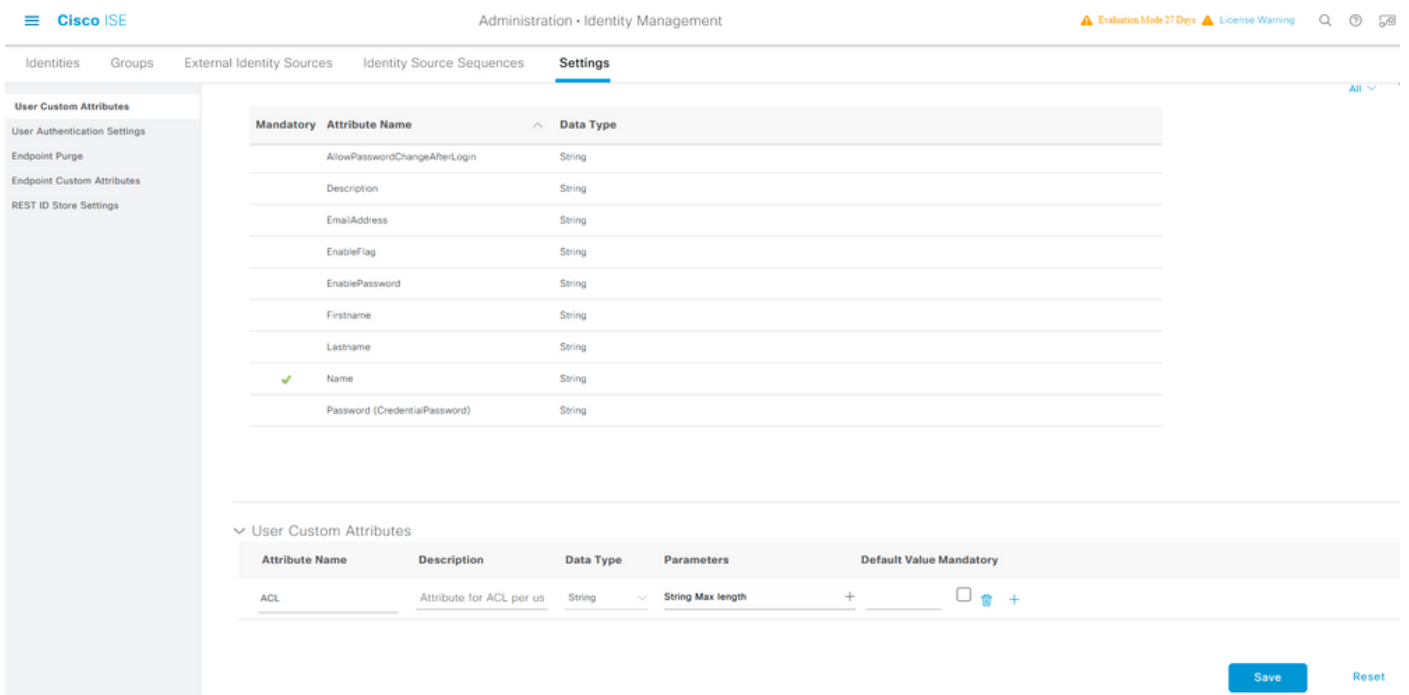 Cisco ISE
Administration • Identity Management
Evaluation Mode 27 Days
License Warning
Identities Groups External Identity Sources Identity Source Sequences Settings
User Custom Attributes
User Authentication Settings
Endpoint Purge
Endpoint Custom Attributes
REST ID Store Settings
All
Mandatory Attribute Name Data Type
AllowPasswordChangeAfterLogin String
Description String
EmailAddress String
EnableFlag String
EnablePassword String
Firstname String
Lastname String
Name String
Password (CredentialPassword) String
User Custom Attributes
Attribute Name Description Data Type Parameters Default Value Mandatory
ACL Attribute for ACL per us String String Max length
Save Reset